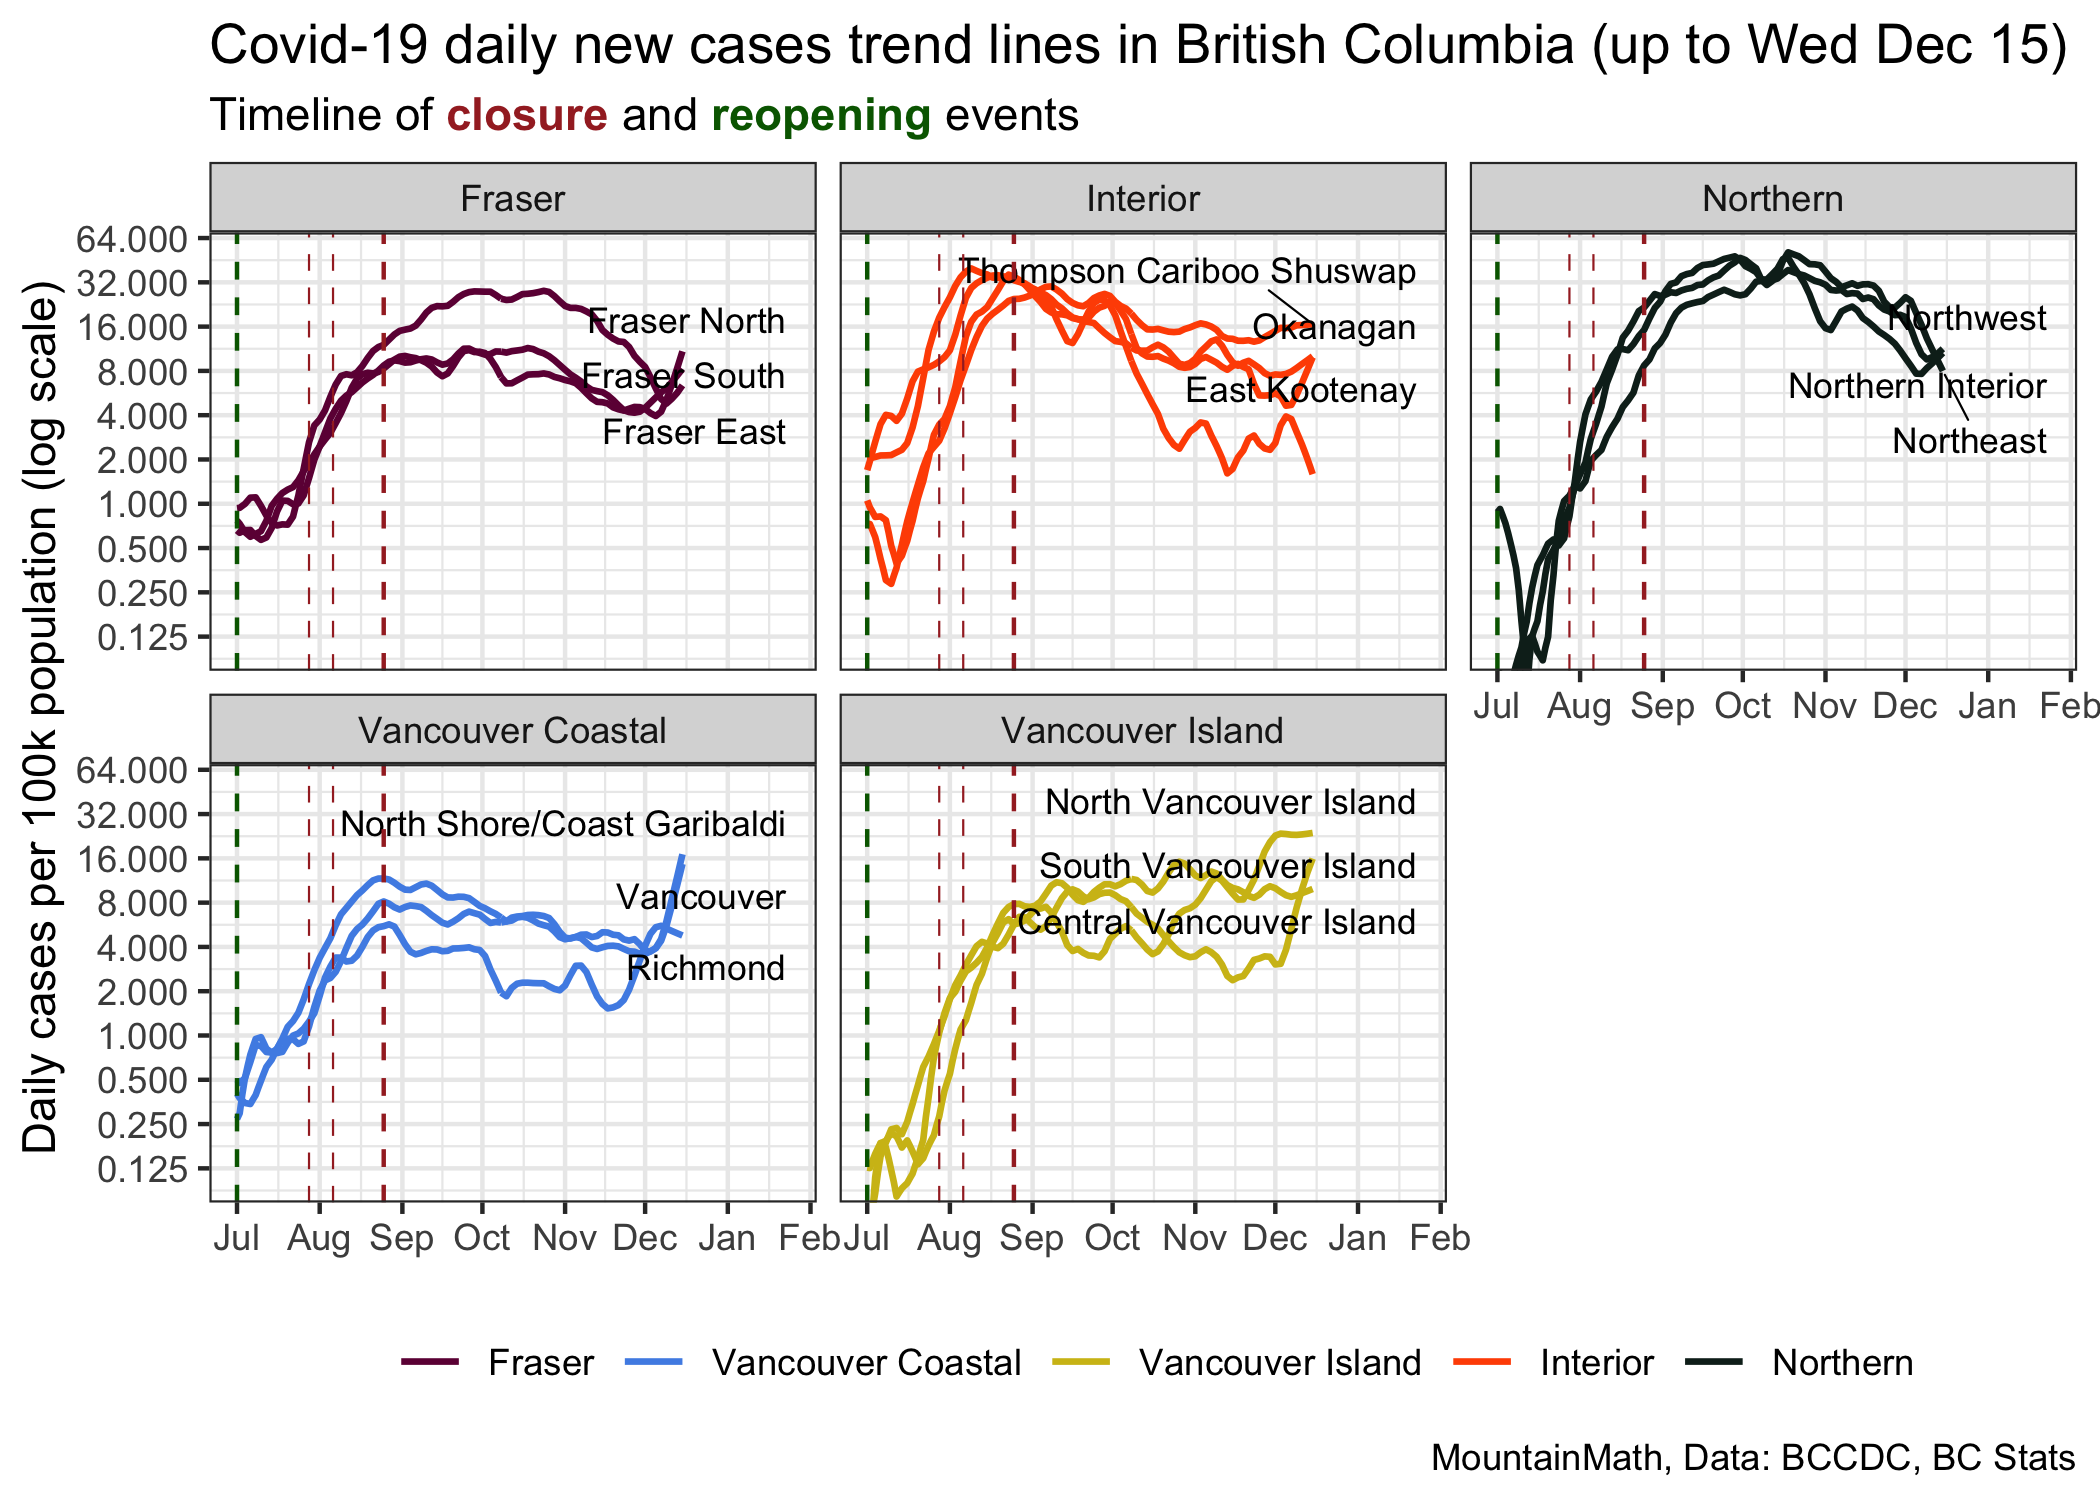 Covid-19 daily new cases trend lines in British Columbia (up to Wed Dec 15)
Timeline of closure and reopening events
Daily cases per 100k population (log scale)
Fraser
64.000
32.000
16.000
8.000
4.000
2.000
1.000
0.500
0.250
0.125
Fraser North
Fraser South
Fraser East
Interior
Thompson Cariboo Shuswap
Okanagan
East Kootenay
Northern
Northwest
Northern Interior
Northeast
Jul Aug Sep Oct Nov Dec Jan Feb
Vancouver Coastal
64.000
32.000
16.000
8.000
4.000
2.000
1.000
0.500
0.250
0.125
North Shore/Coast Garibaldi
Vancouver
Richmond
Jul Aug Sep Oct Nov Dec Jan Feb
Vancouver Island
North Vancouver Island
South Vancouver Island
Central Vancouver Island
Jul Aug Sep Oct Nov Dec Jan Feb
Fraser Vancouver Coastal Vancouver Island Interior Northern
MountainMath, Data: BCCDC, BC Stats